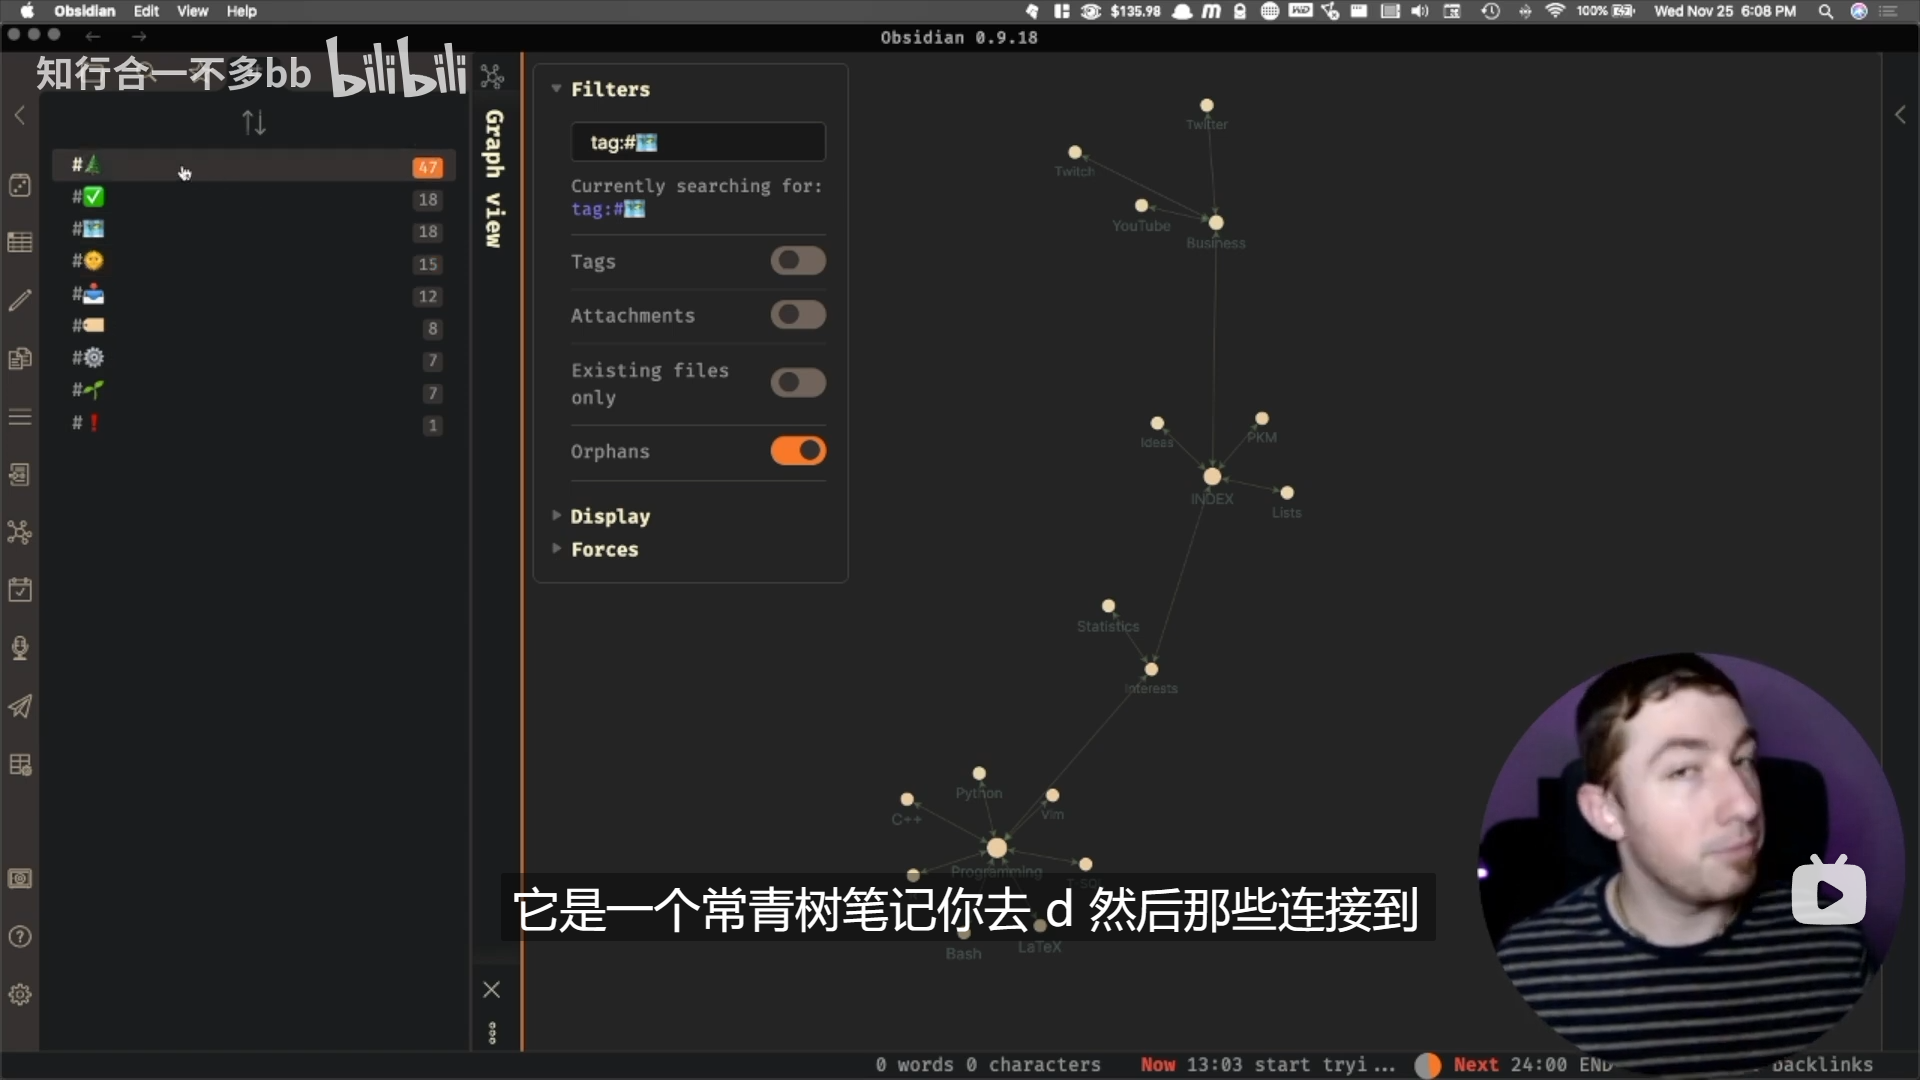 Obsidian Edit View Help
$135.98
100%
Wed Nov 25 6:08 PM
Obsidian 0.9.18
知行合一不多bb bilibili
#🌲 47
#✅ 18
#🗺️ 18
#🌞 15
#📥 12
#🏷️ 8
#⚙️ 7
#🌱 7
#❗ 1
Graph view
Filters
tag:#🗺️
Currently searching for:
tag:#🗺️
Tags
Attachments
Existing files
only
Orphans
Display
Forces
Twitter
Twitch
YouTube
Business
Ideas
PKM
INDEX
Lists
Statistics
Interests
Python
Vim
C++
Programming
它是一个常青树笔记你去 d 然后那些连接到
LaTeX
Bash
0 words 0 characters
Now 13:03 start tryi...
Next 24:00 END
backlinks